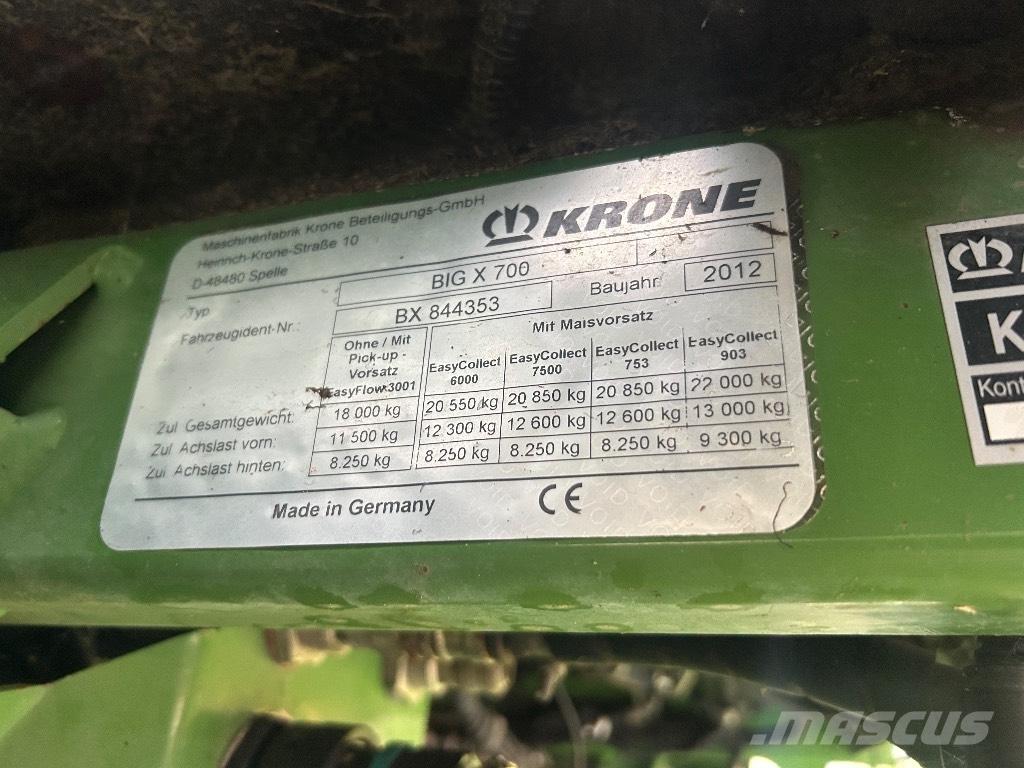 Maschinenfabrik Krone Beteiligungs-GmbH
Heinrich-Krone-Straße 10
D-48480 Spelle
KRONE
Typ BIG X 700
Fahrzeugident-Nr.: BX 844353 Baujahr 2012
Ohne / Mit Pick-up - Vorsatz EasyFlow 3001
Mit Maisvorsatz
EasyCollect 6000 EasyCollect 7500 EasyCollect 753 EasyCollect 903
Zul Gesamtgewicht: 18 000 kg 20 550 kg 20 850 kg 20 850 kg 22 000 kg
Zul Achslast vorn: 11 500 kg 12 300 kg 12 600 kg 12 600 kg 13 000 kg
Zul Achslast hinten: 8.250 kg 8.250 kg 8.250 kg 8.250 kg 9 300 kg
Made in Germany CE
K
Kont
MASCUS